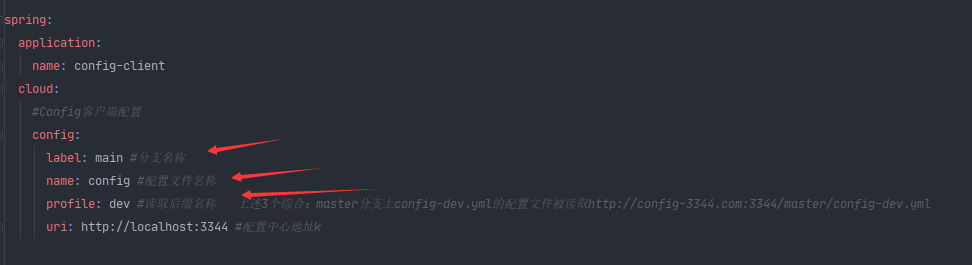 spring:
application:
name: config-client
cloud:
#Config客户端配置
config:
label: main #分支名称
name: config #配置文件名称
profile: dev #读取后缀名称 上述3个综合：master分支上config-dev.yml的配置文件被读取http://config-3344.com:3344/master/config-dev.yml
uri: http://localhost:3344 #配置中心地址k